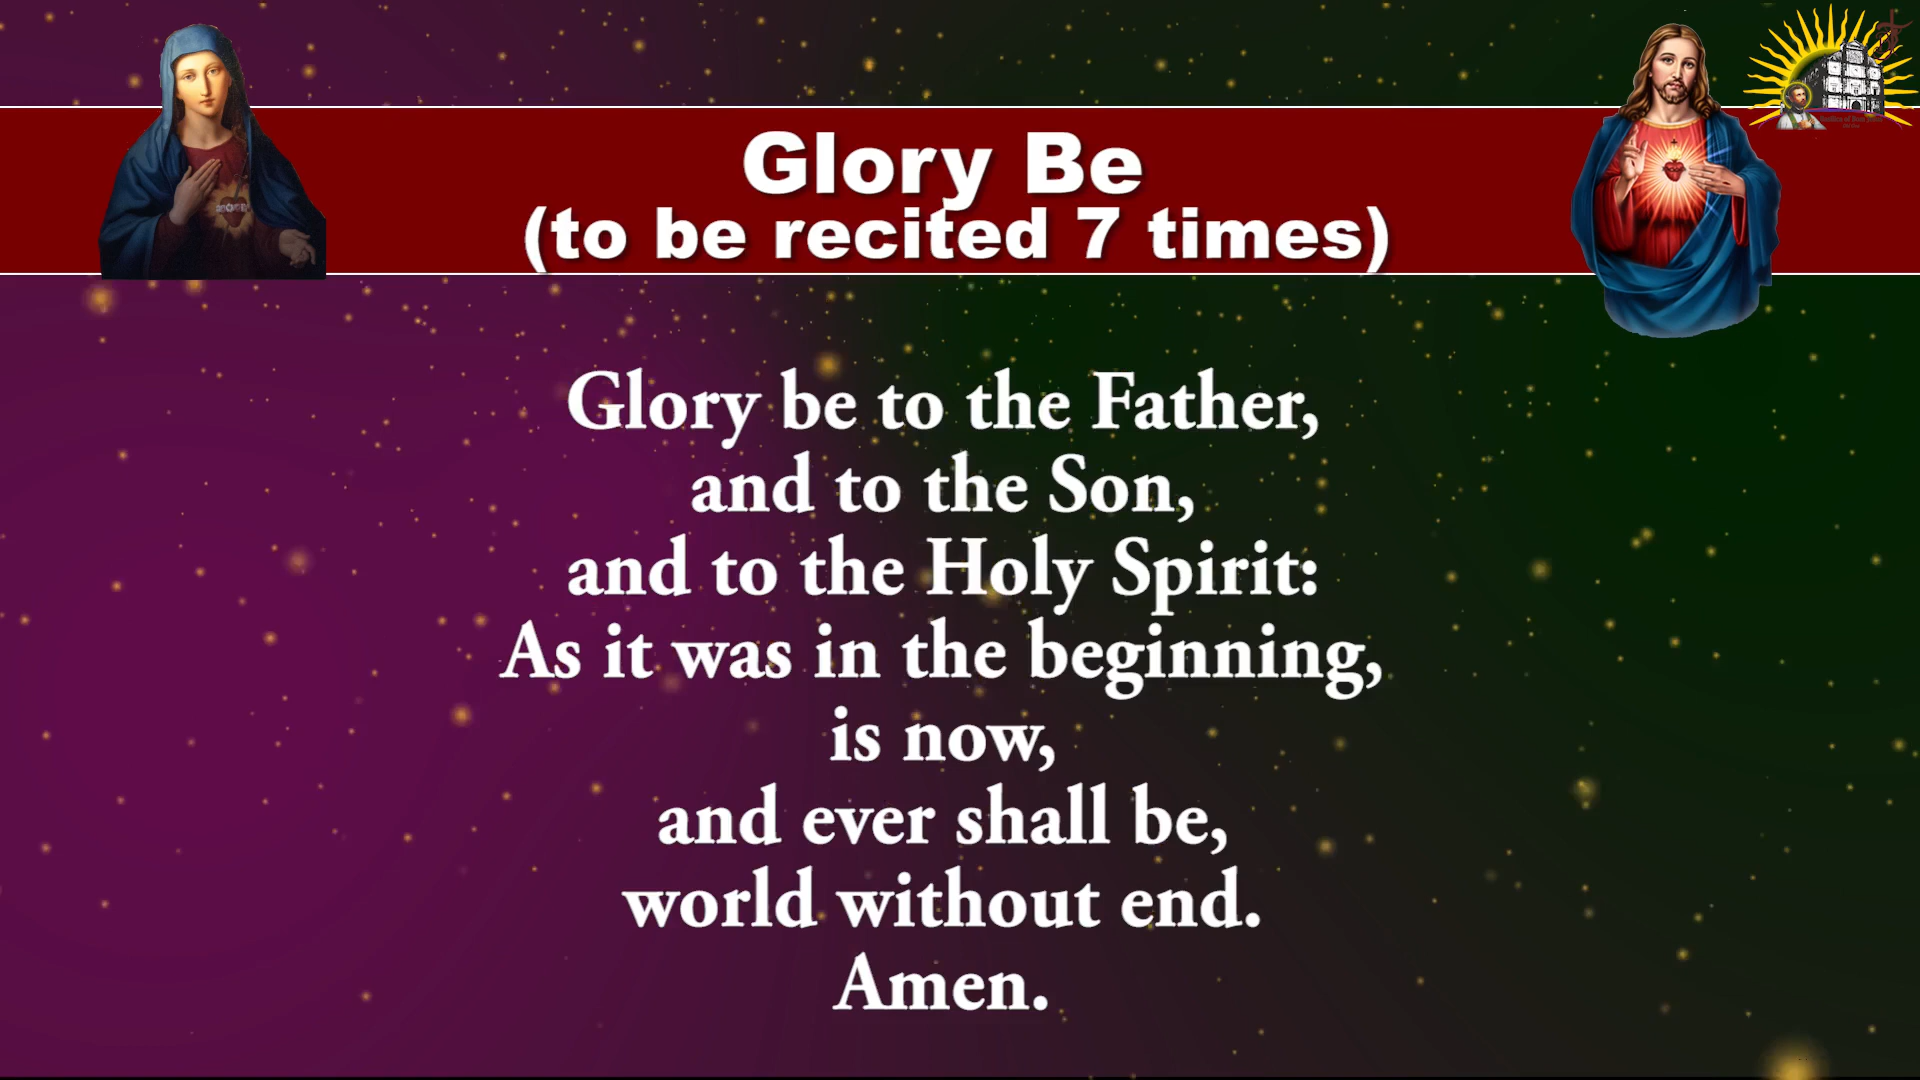 Glory Be
(to be recited 7 times)
Glory be to the Father,
and to the Son,
and to the Holy Spirit:
As it was in the beginning,
is now,
and ever shall be,
world without end.
Amen.